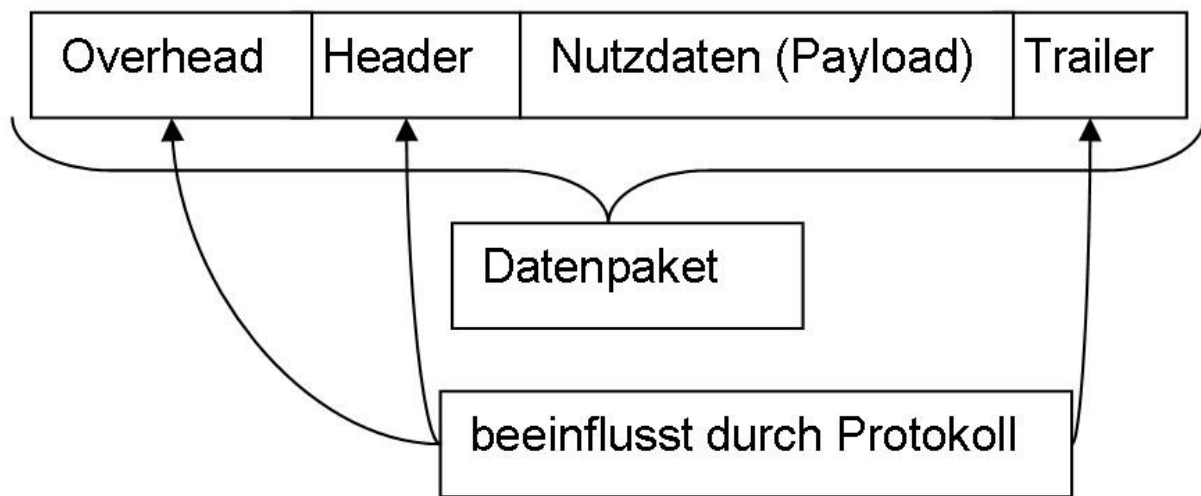 Overhead Header Nutzdaten (Payload) Trailer
Datenpaket
beeinflusst durch Protokoll